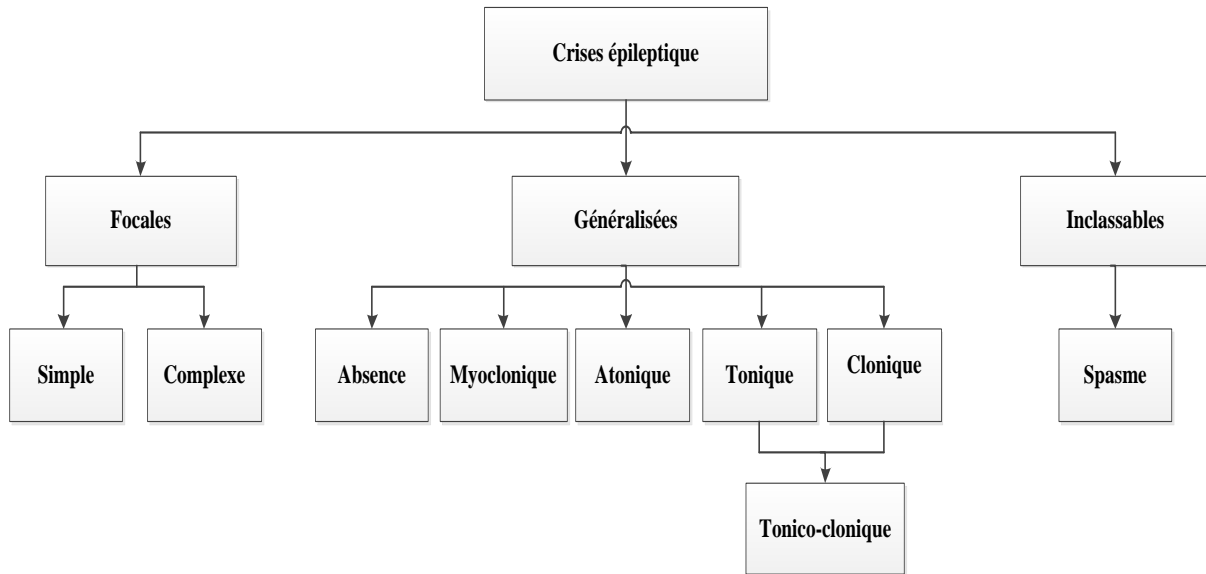 Crises épileptique
Focales
Généralisées
Inclassables
Simple
Complexe
Absence
Myoclonique
Atonique
Tonique
Clonique
Spasme
Tonico-clonique